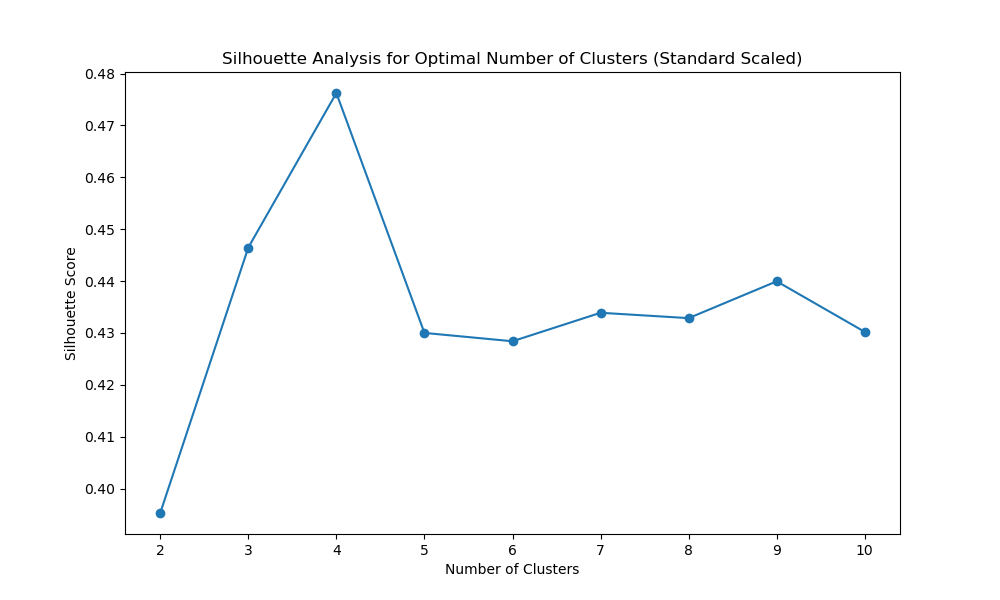 Silhouette Analysis for Optimal Number of Clusters (Standard Scaled)
0.48
0.47
0.46
0.45
0.44
0.43
0.42
0.41
0.40
Silhouette Score
2 3 4 5 6 7 8 9 10
Number of Clusters